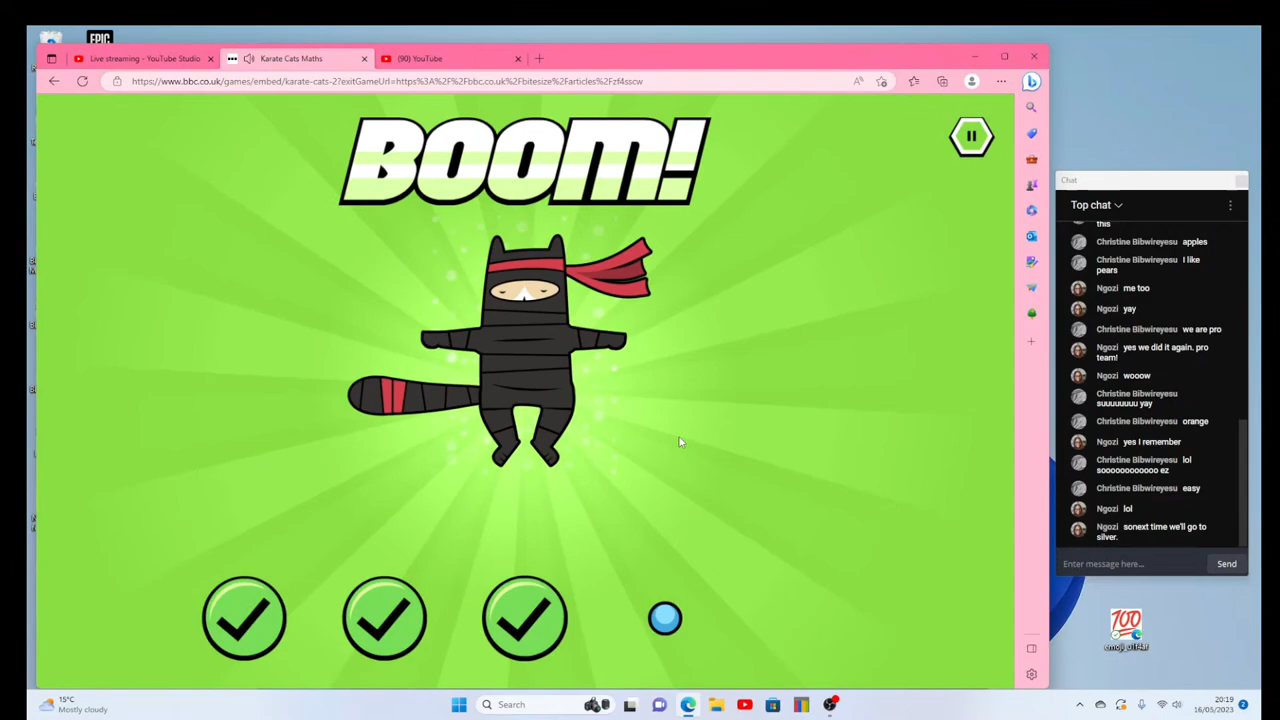 EPIC
Live streaming - YouTube Studio
Karate Cats Maths
(90) YouTube
https://www.bbc.co.uk/games/embed/karate-cats-2?exitGameUrl=https%3A%2F%2Fbbc.co.uk%2Fbitesize%2Farticles%2Fzf4sscw
BOOM!
Chat
Top chat
this
Christine Bibwireyesu apples
Christine Bibwireyesu I like
pears
Ngozi me too
Ngozi yay
Christine Bibwireyesu we are pro
Ngozi yes we did it again. pro
team!
Ngozi wooow
Christine Bibwireyesu
suuuuuuuu yay
Christine Bibwireyesu orange
Ngozi yes I remember
Christine Bibwireyesu lol
soooooooooooo ez
Christine Bibwireyesu easy
Ngozi lol
Ngozi sonext time we'll go to
silver.
Enter message here...
Send
100
emoji_u1f4af
15°C
Mostly cloudy
Search
20:19
16/05/2023
2